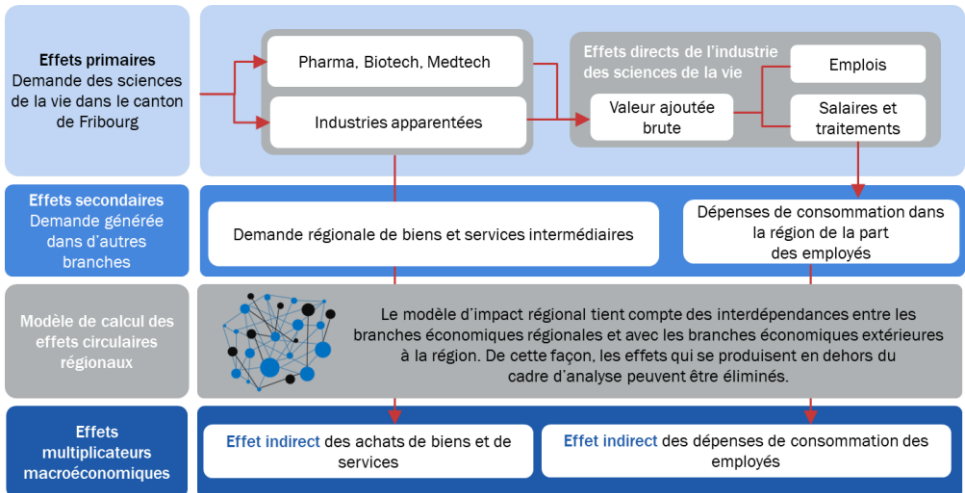 Effets primaires
Demande des sciences
de la vie dans le canton
de Fribourg
Pharma, Biotech, Medtech
Industries apparentées
Effets directs de l'industrie
des sciences de la vie
Valeur ajoutée
brute
Emplois
Salaires et
traitements
Effets secondaires
Demande générée
dans d'autres
branches
Demande régionale de biens et services intermédiaires
Dépenses de consommation dans
la région de la part
des employés
Modèle de calcul des
effets circulaires
régionaux
Le modèle d'impact régional tient compte des interdépendances entre les
branches économiques régionales et avec les branches économiques extérieures
à la région. De cette façon, les effets qui se produisent en dehors du
cadre d'analyse peuvent être éliminés.
Effets
multiplicateurs
macroéconomiques
Effet indirect des achats de biens et de
services
Effet indirect des dépenses de consommation des
employés